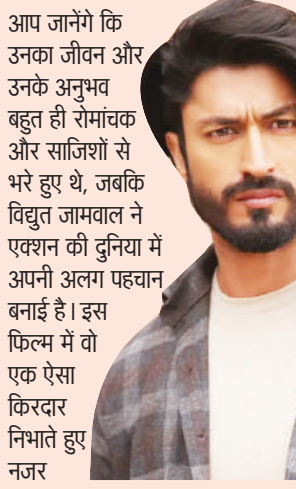 आप जानेंगे कि
उनका जीवन और
उनके अनुभव
बहुत ही रोमांचक
और साजिशों से
भरे हुए थे, जबकि
विद्युत जामवाल ने
एक्शन की दुनिया में
अपनी अलग पहचान
बनाई है। इस
फिल्म में वो
एक ऐसा
किरदार
निभाते हुए
नजर